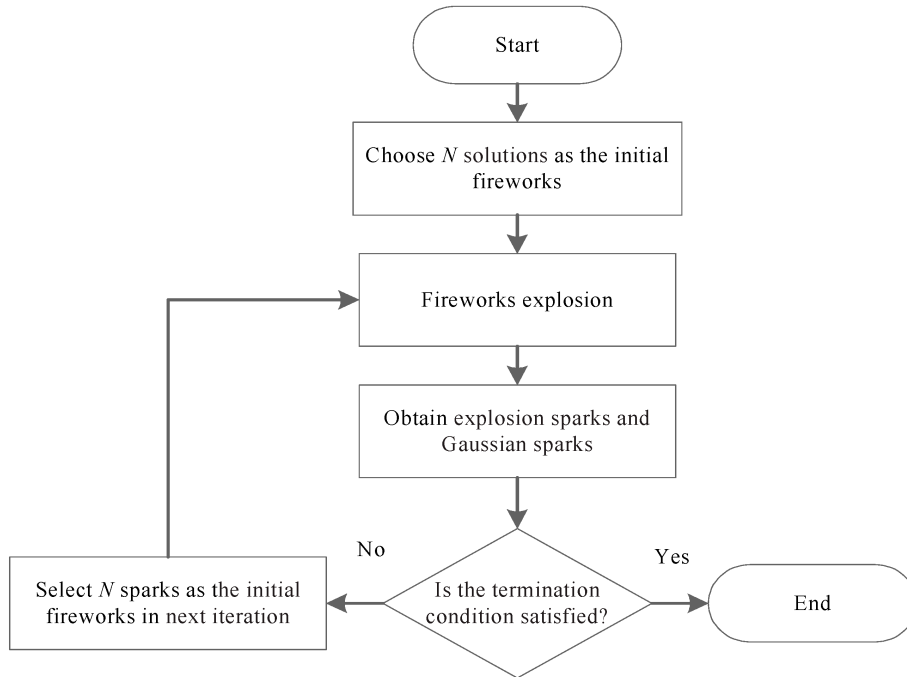 Start
Choose N solutions as the initial
fireworks
Fireworks explosion
Obtain explosion sparks and
Gaussian sparks
No
Yes
Select N sparks as the initial
fireworks in next iteration
Is the termination
condition satisfied?
End